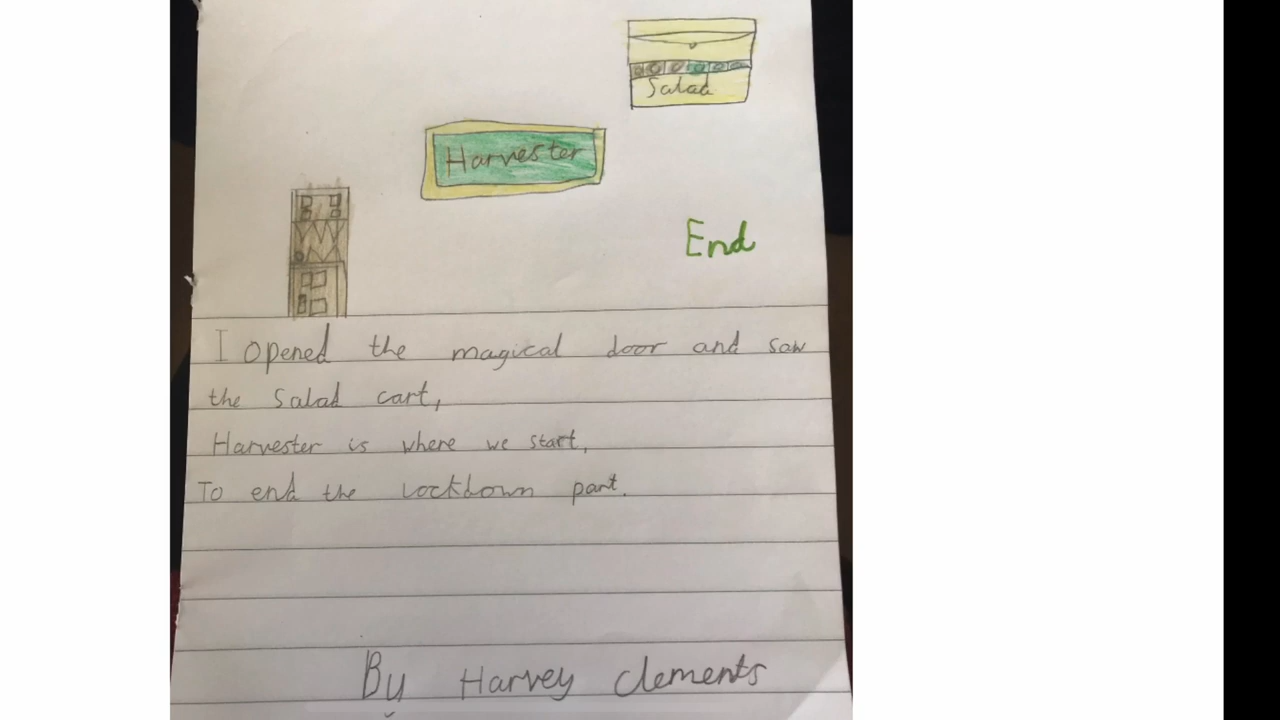 Salad
Harvester
End
I opened the magical door and saw
the Salad cart,
Harvester is where we start,
To end the lockdown part.
By Harvey Clements